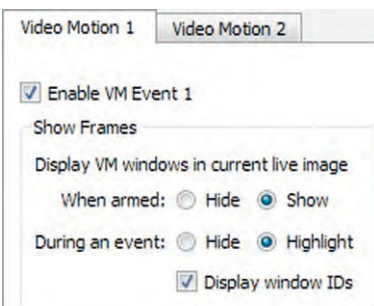 Video Motion 1 Video Motion 2
Enable VM Event 1
Show Frames
Display VM windows in current live image
When armed: Hide Show
During an event: Hide Highlight
Display window IDs